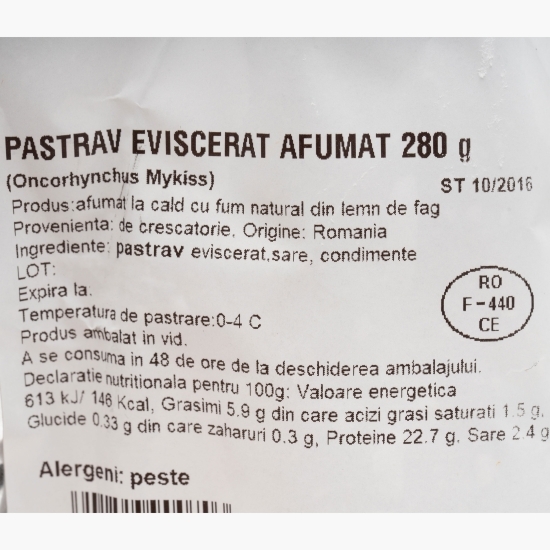 PASTRAV EVISCERAT AFUMAT 280 g
(Oncorhynchus Mykiss)
ST 10/2016
Produs:afumat la cald cu fum natural din lemn de fag
Provenienta: de crescatorie, Origine: Romania
Ingrediente: pastrav eviscerat,sare, condimente
LOT:
Expira la:
RO
F-440
CE
Temperatura de pastrare:0-4 C
Produs ambalat in vid.
A se consuma in 48 de ore de la deschiderea ambalajului.
Declaratie nutritionala pentru 100g: Valoare energetica
613 kJ/ 146 Kcal, Grasimi 5.9 g din care acizi grasi saturati 1.5 g,
Glucide 0.33 g din care zaharuri 0.3 g, Proteine 22.7 g, Sare 2.4 g
Alergeni: peste